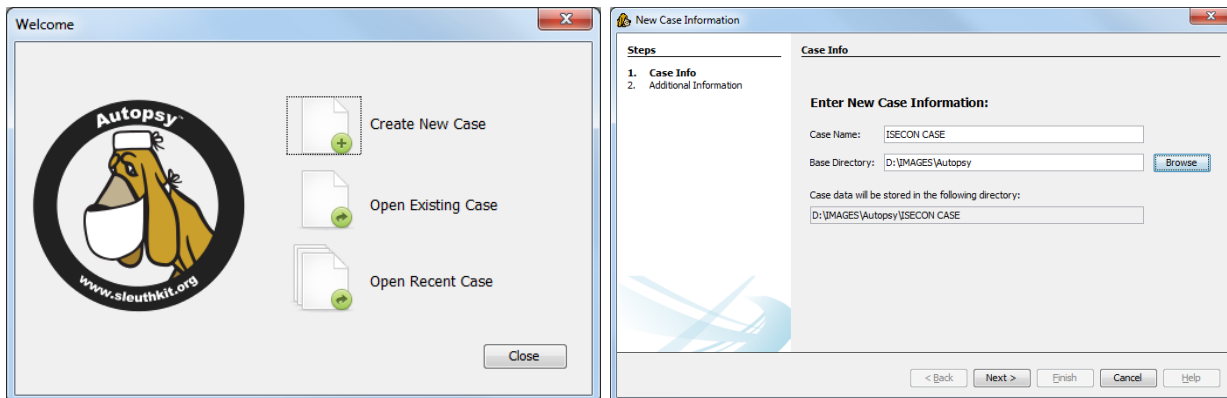 Welcome
Autopsy
www.sleuthkit.org
Create New Case
Open Existing Case
Open Recent Case
Close
New Case Information
Steps
1. Case Info
2. Additional Information
Case Info
Enter New Case Information:
Case Name: ISECON CASE
Base Directory: D:\IMAGES\Autopsy Browse
Case data will be stored in the following directory:
D:\IMAGES\Autopsy\ISECON CASE
< Back Next > Finish Cancel Help